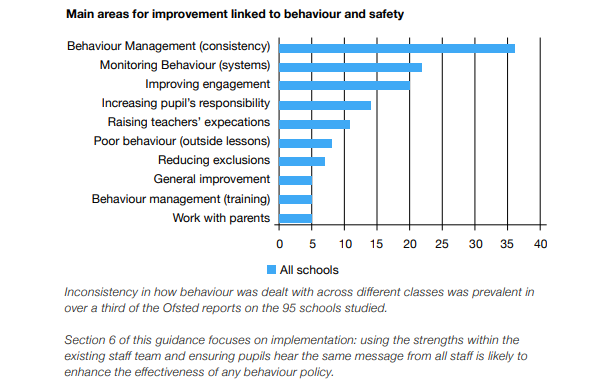 Main areas for improvement linked to behaviour and safety
Behaviour Management (consistency)
Monitoring Behaviour (systems)
Improving engagement
Increasing pupil's responsibility
Raising teachers' expecations
Poor behaviour (outside lessons)
Reducing exclusions
General improvement
Behaviour management (training)
Work with parents
0 5 10 15 20 25 30 35 40
All schools
Inconsistency in how behaviour was dealt with across different classes was prevalent in
over a third of the Ofsted reports on the 95 schools studied.
Section 6 of this guidance focuses on implementation: using the strengths within the
existing staff team and ensuring pupils hear the same message from all staff is likely to
enhance the effectiveness of any behaviour policy.